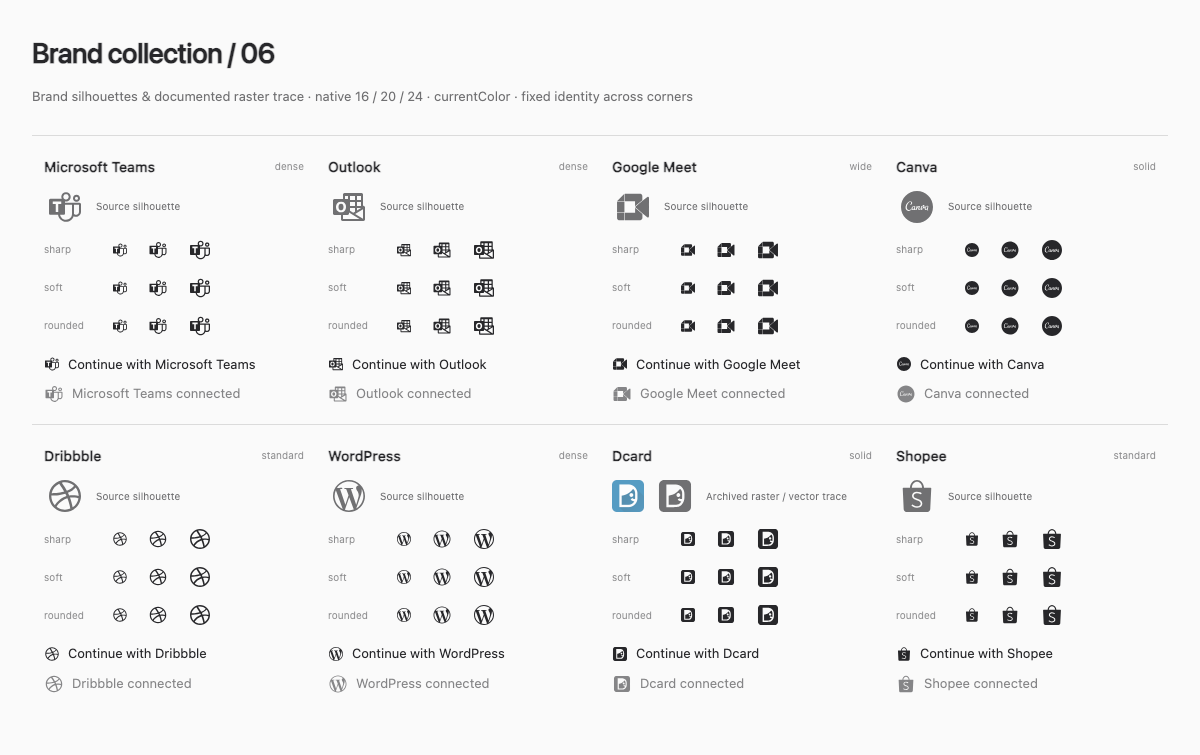 Brand collection / 06
Brand silhouettes & documented raster trace · native 16 / 20 / 24 · currentColor · fixed identity across corners
Microsoft Teams dense
Source silhouette
sharp
soft
rounded
Continue with Microsoft Teams
Microsoft Teams connected
Outlook dense
Source silhouette
sharp
soft
rounded
Continue with Outlook
Outlook connected
Google Meet wide
Source silhouette
sharp
soft
rounded
Continue with Google Meet
Google Meet connected
Canva solid
Canva Source silhouette
sharp
soft
rounded
Continue with Canva
Canva connected
Dribbble standard
Source silhouette
sharp
soft
rounded
Continue with Dribbble
Dribbble connected
WordPress dense
Source silhouette
sharp
soft
rounded
Continue with WordPress
WordPress connected
Dcard solid
Archived raster / vector trace
sharp
soft
rounded
Continue with Dcard
Dcard connected
Shopee standard
Source silhouette
sharp
soft
rounded
Continue with Shopee
Shopee connected